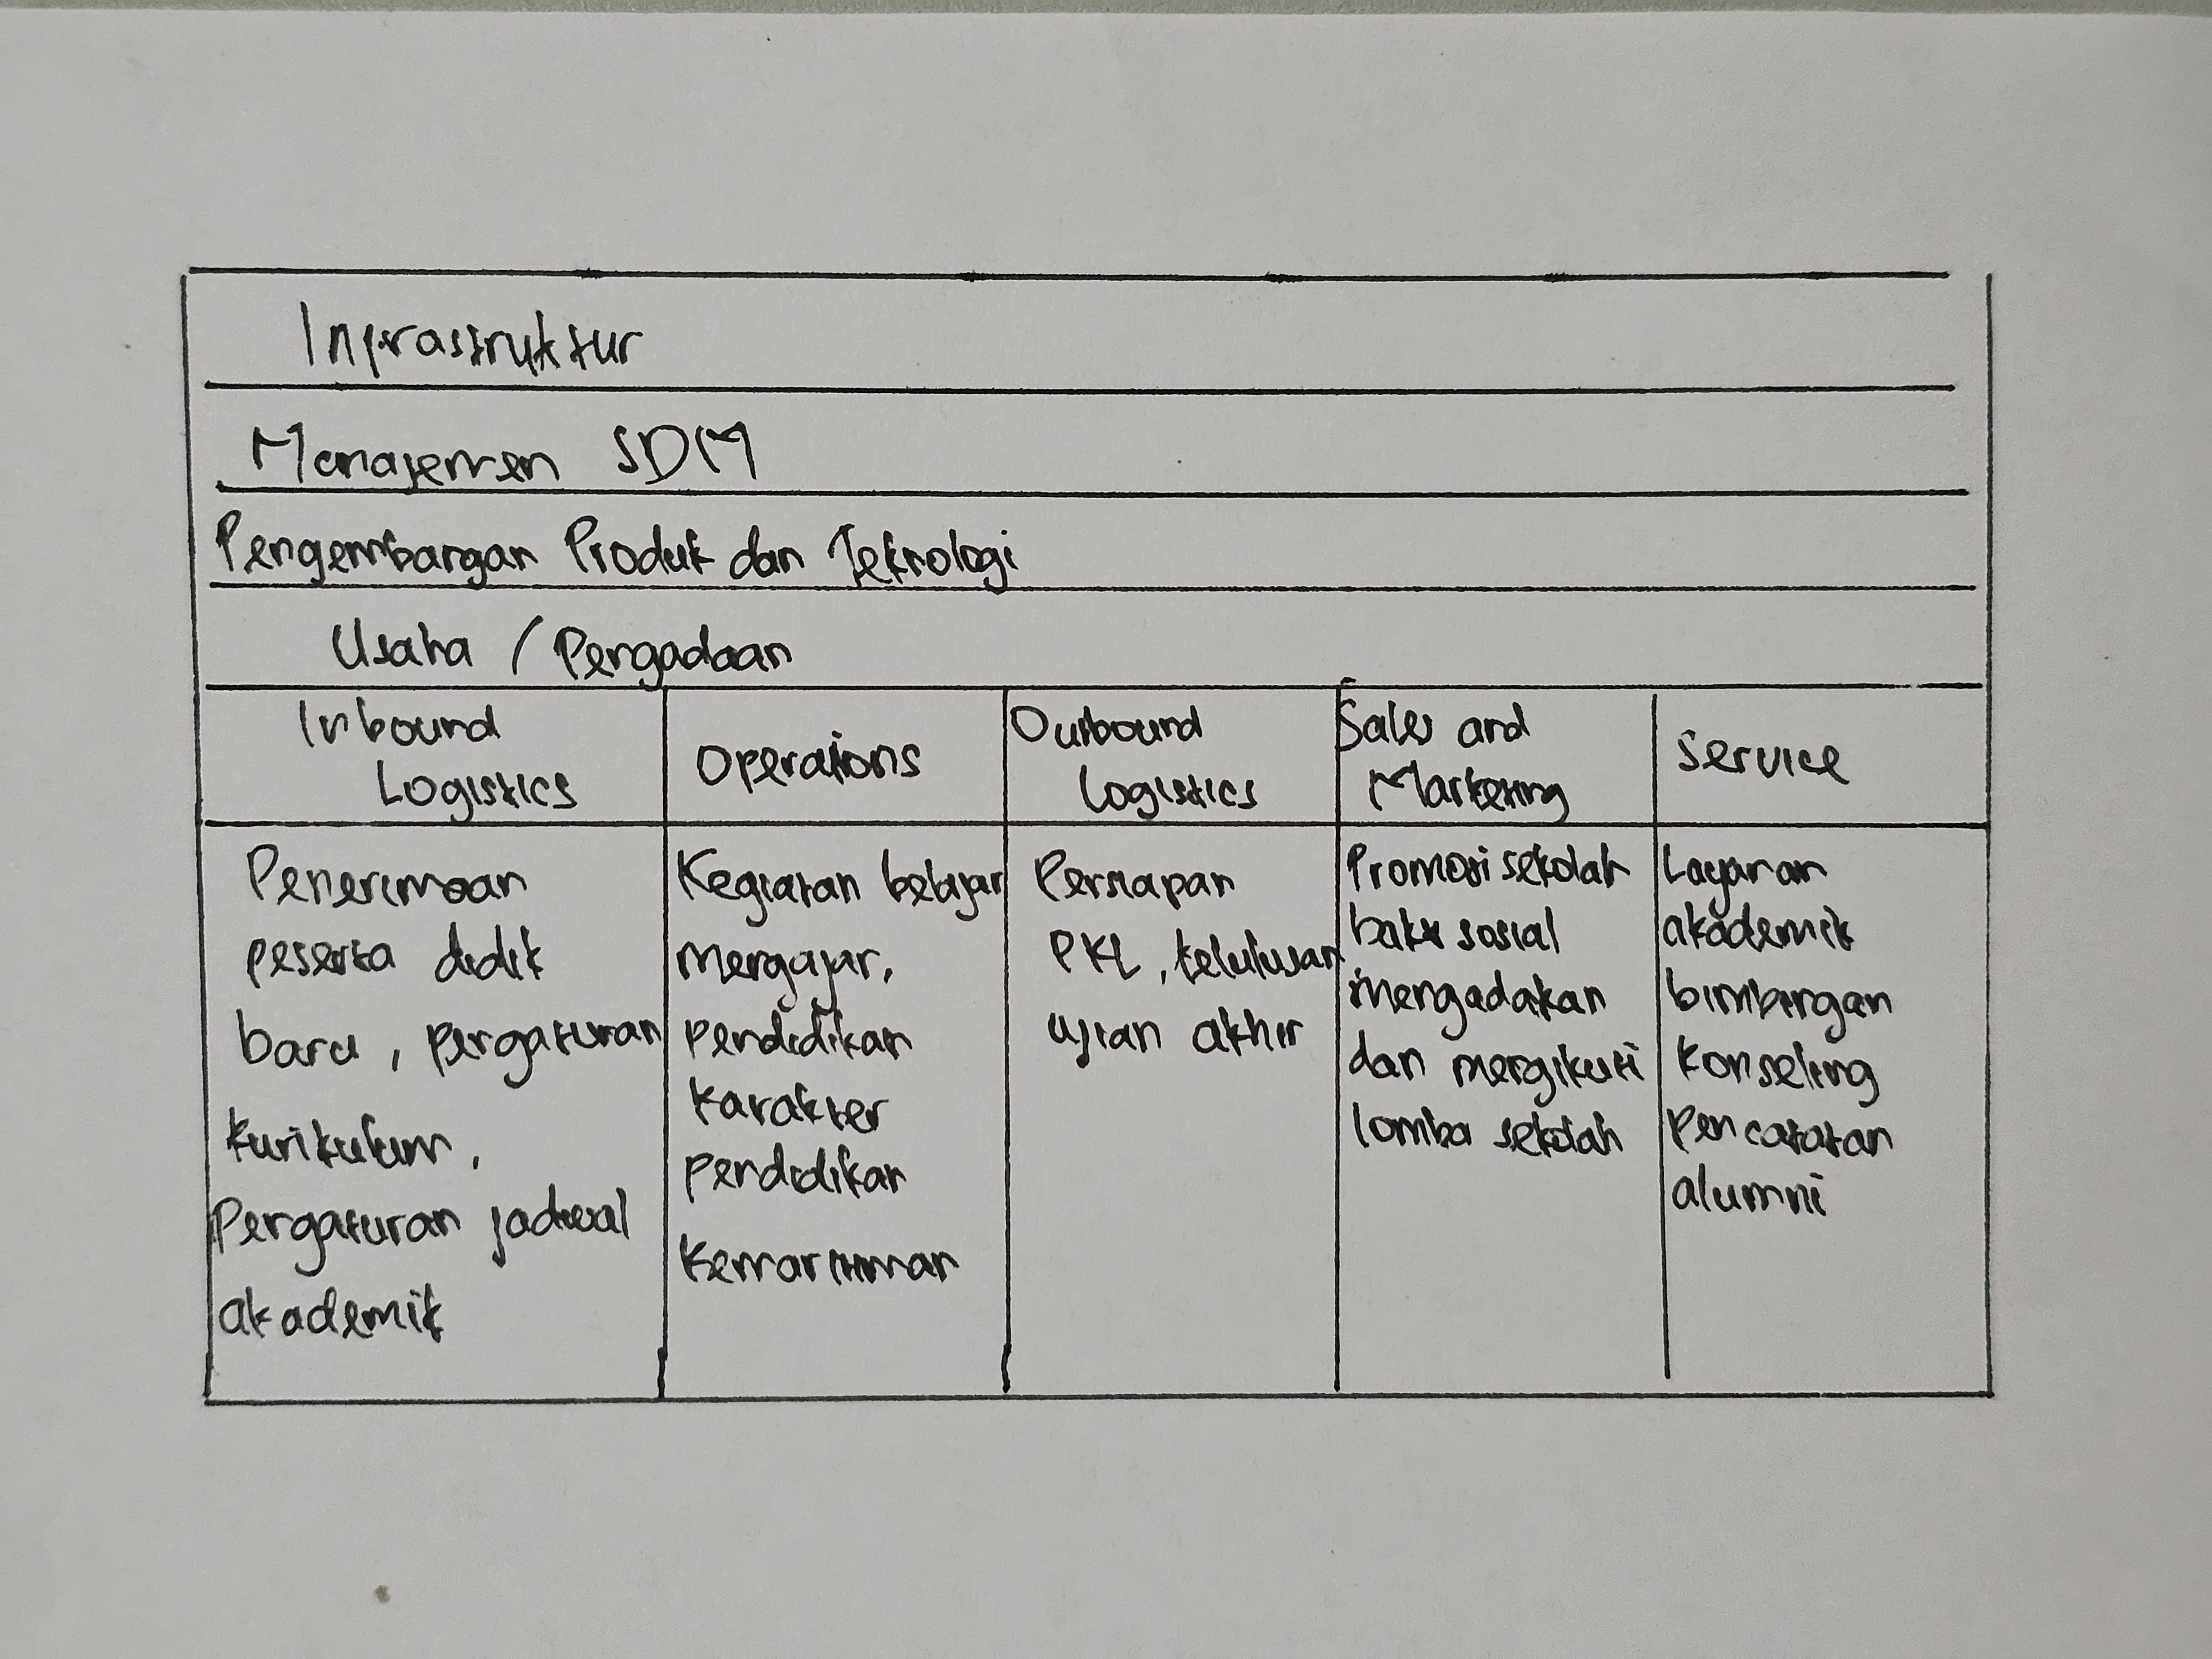 Infrastruktur
Manajemen SDM
Pengembangan Produk dan Teknologi
Usaha / Pengadaan
Inbound
Logistics
Operations
Outbound
Logistics
Sales and
Marketing
Service
Penerimaan
peserta didik
baru, pengaturan
kurikulum,
Pengaturan jadwal
akademik
Kegiatan belajar
mengajar,
pendidikan
karakter
pendidikan
Persiapan
PKL, kelulusan
ujian akhir
Promosi sekolah
bakti sosial
mengadakan
dan mengikuti
lomba sekolah
Layanan
akademik
bimbingan
konseling
pencatatan
alumni